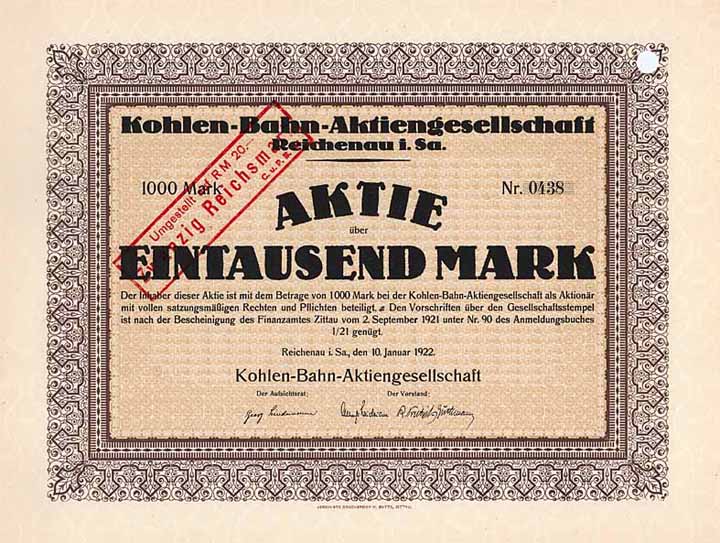 Kohlen-Bahn-Aktiengesellschaft
Reichenau i. Sa.
1000 Mark
Nr. 0438
Umgestellt auf RM 20.-
Zwanzig Reichsmark
AKTIE
über
EINTAUSEND MARK
Der Inhaber dieser Aktie ist mit dem Betrage von 1000 Mark bei der Kohlen-Bahn-Aktiengesellschaft als Aktionär
mit vollen satzungsmäßigen Rechten und Pflichten beteiligt. Den Vorschriften über den Gesellschaftsstempel
ist nach der Bescheinigung des Finanzamtes Zittau vom 2. September 1921 unter Nr. 90 des Anmeldungsbuches
1/21 genügt.
Reichenau i. Sa., den 10. Januar 1922.
Kohlen-Bahn-Aktiengesellschaft
Der Aufsichtsrat:
Der Vorstand: